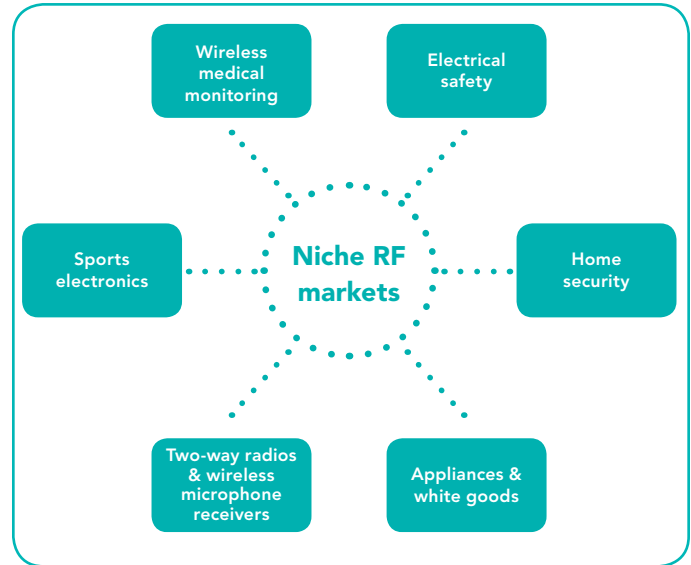 Wireless
medical
monitoring
Electrical
safety
Sports
electronics
Niche RF
markets
Home
security
Two-way radios
& wireless
microphone
receivers
Appliances &
white goods